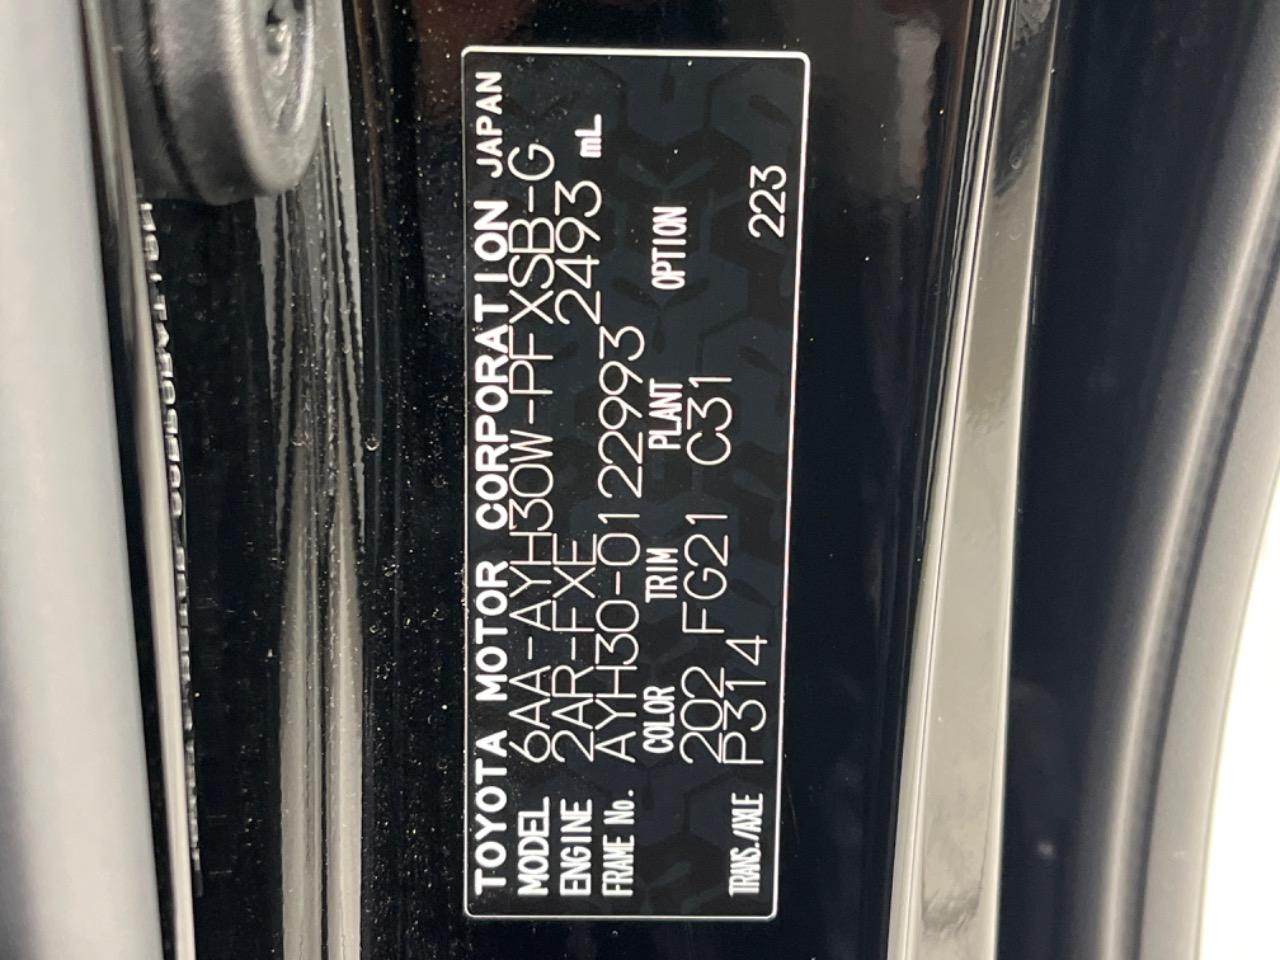 TOYOTA MOTOR CORPORATION JAPAN
MODEL 6AA-AYH30W-PFXSB-G
ENGINE 2AR-FXE 2493 mL
FRAME No. AYH30-0122993
COLOR TRIM PLANT OPTION
202 FG21 C31
TRANS./AXLE P314 223